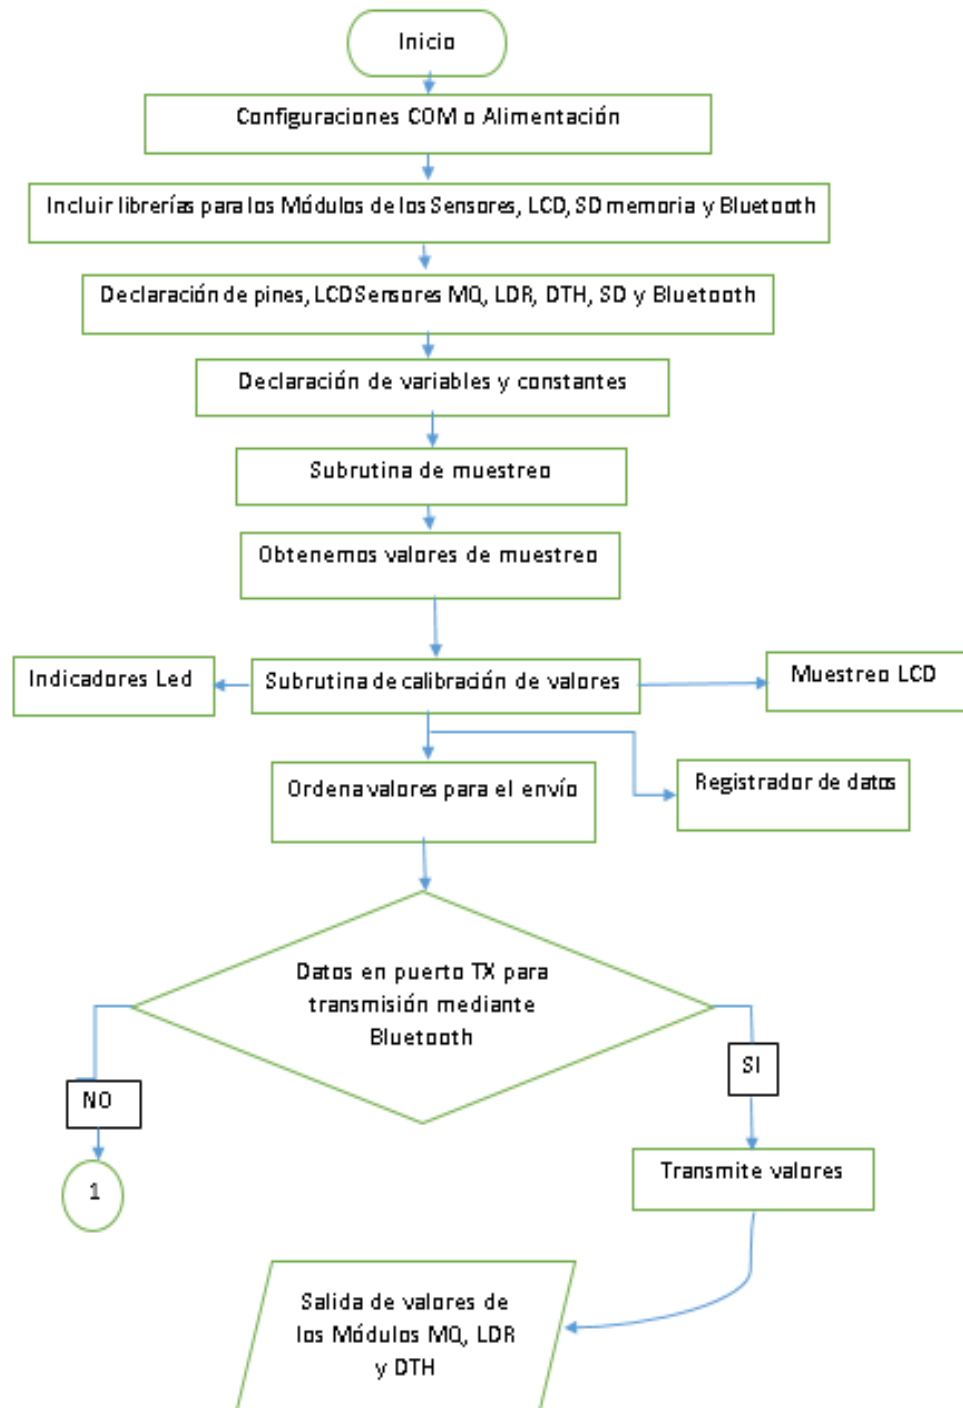 Inicio
Configuraciones COM o Alimentación
Incluir librerías para los Módulos de los Sensores, LCD, SD memoria y Bluetooth
Declaración de pines, LCDSensores MQ, LDR, DTH, SD y Bluetooth
Declaración de variables y constantes
Subrutina de muestreo
Obtenemos valores de muestreo
Indicadores Led
Subrutina de calibración de valores
Muestreo LCD
Ordena valores para el envío
Registrador de datos
Datos en puerto TX para
transmisión mediante
Bluetooth
NO
SI
1
Transmite valores
Salida de valores de
los Módulos MQ, LDR
y DTH